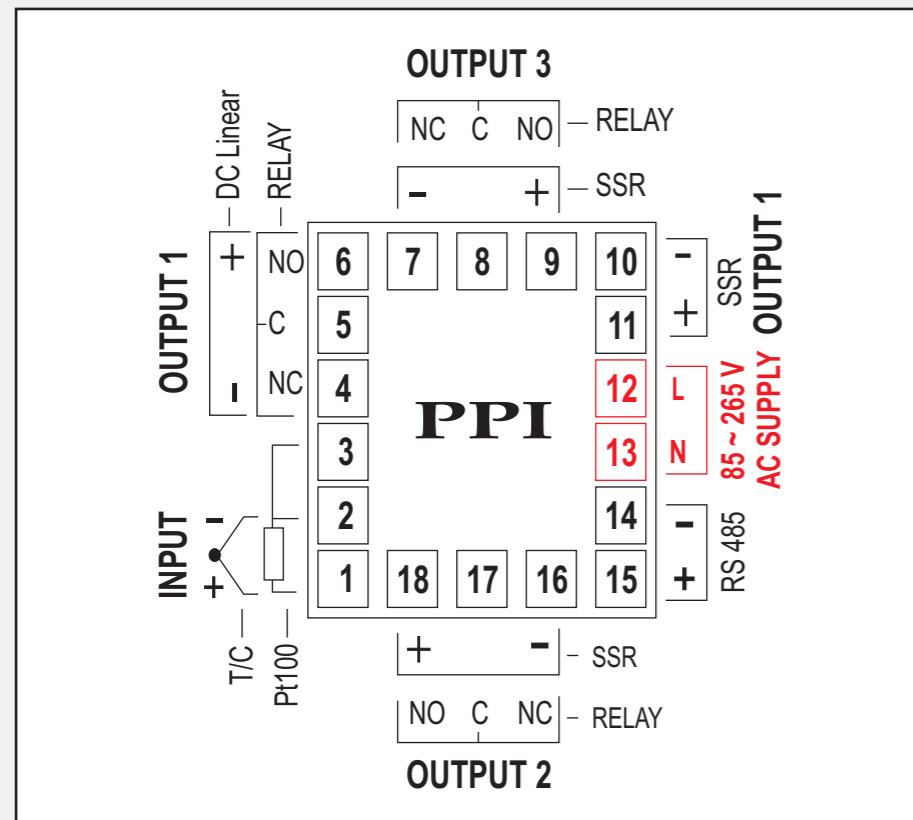 OUTPUT 3
NC C NO RELAY
- + SSR
DC Linear
RELAY
OUTPUT 1
+ -
NO
C
NC
6 7 8 9 10
5 11
4 12
3 13
2 14
1 18 17 16 15
PPI
- +
SSR
OUTPUT 1
L
N
85 ~ 265 V
AC SUPPLY
- +
RS 485
INPUT
- +
T/C
Pt100
+ - SSR
NO C NC RELAY
OUTPUT 2